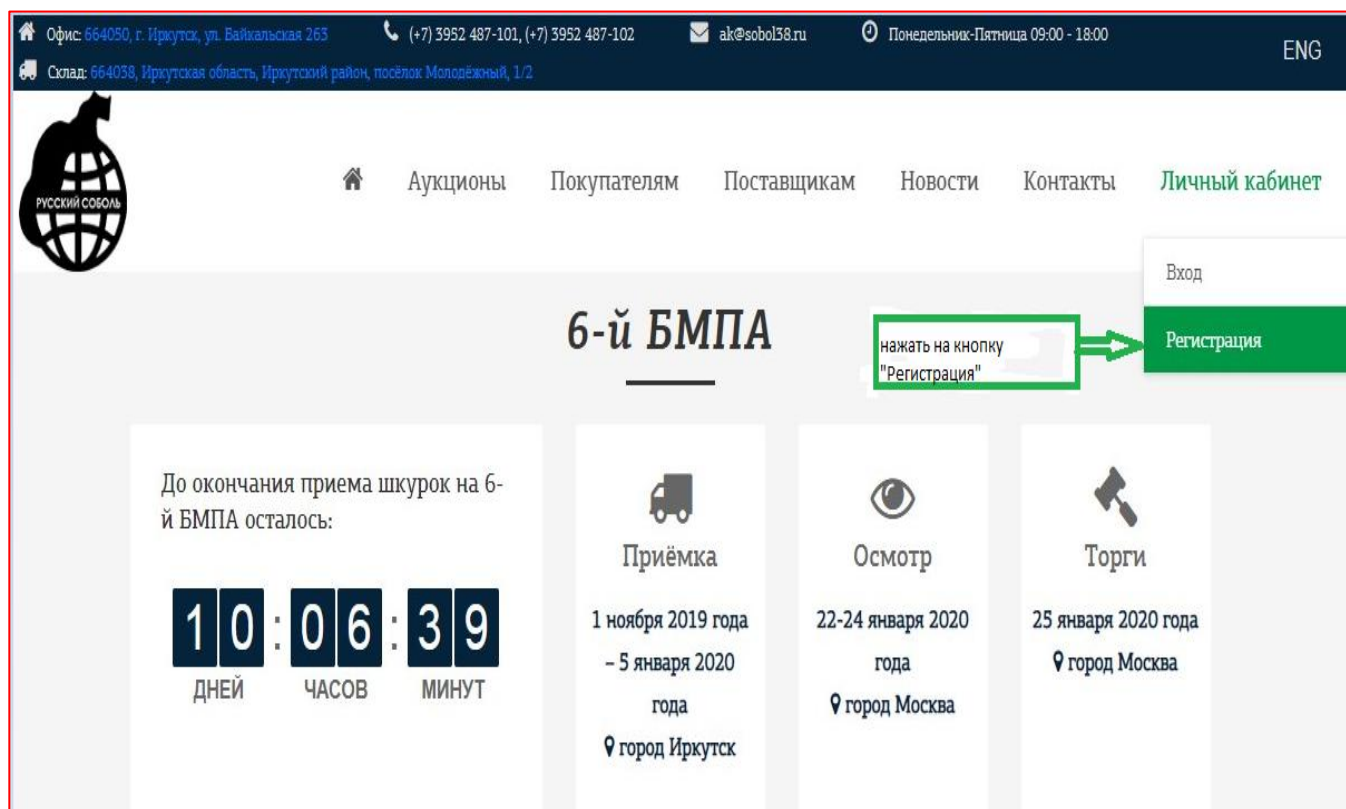 Офис: 664050, г. Иркутск, ул. Байкальская 263
(+7) 3952 487-101, (+7) 3952 487-102
ak@sobol38.ru
Понедельник-Пятница 09:00 - 18:00
ENG
Склад: 664038, Иркутская область, Иркутский район, посёлок Молодёжный, 1/2
РУССКИЙ СОБОЛЬ
Аукционы
Покупателям
Поставщикам
Новости
Контакты
Личный кабинет
Вход
Регистрация
6-й БМПА
нажать на кнопку
"Регистрация"
До окончания приема шкурок на 6-
й БМПА осталось:
10 : 06 : 39
ДНЕЙ ЧАСОВ МИНУТ
Приёмка
1 ноября 2019 года
– 5 января 2020
года
город Иркутск
Осмотр
22-24 января 2020
года
город Москва
Торги
25 января 2020 года
город Москва